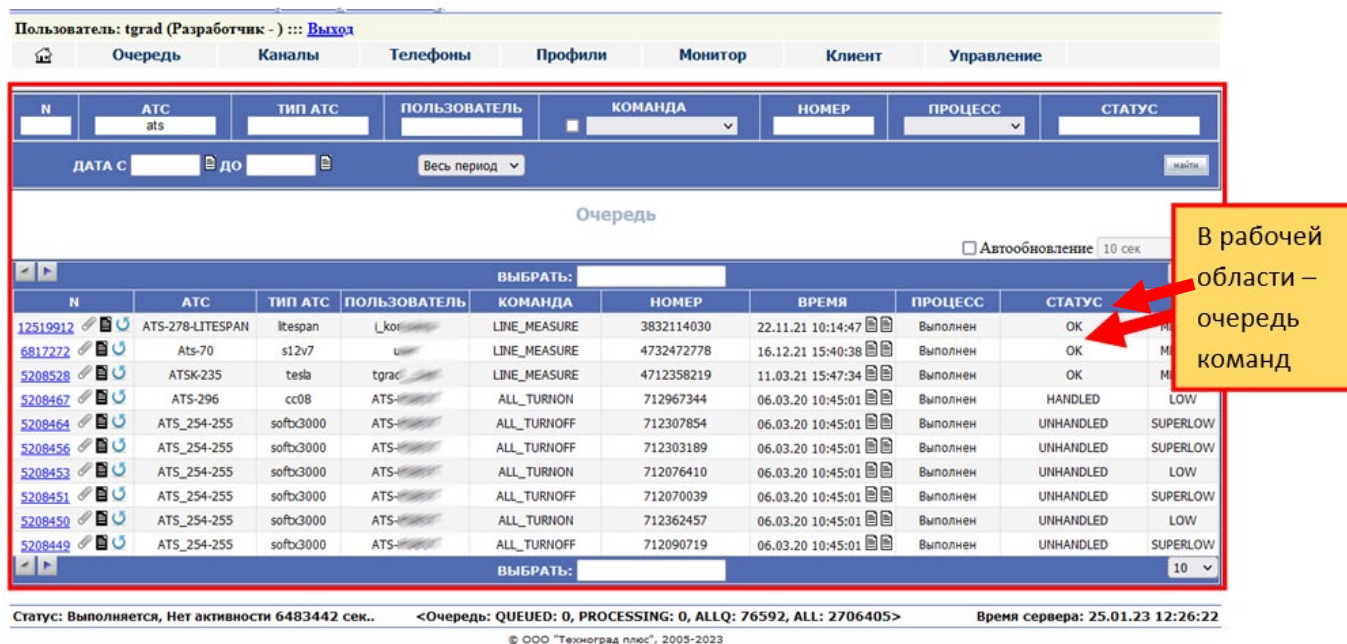 Пользователь: tgrad (Разработчик - ) ::: Выход
Очередь Каналы Телефоны Профили Монитор Клиент Управление
N АТС ТИП АТС ПОЛЬЗОВАТЕЛЬ КОМАНДА НОМЕР ПРОЦЕСС СТАТУС
ats
ДАТА С ДО Весь период найти
Очередь
Автообновление 10 сек
ВЫБРАТЬ:
N АТС ТИП АТС ПОЛЬЗОВАТЕЛЬ КОМАНДА НОМЕР ВРЕМЯ ПРОЦЕСС СТАТУС
12519912 ATS-278-LITESPAN litespan LINE_MEASURE 3832114030 22.11.21 10:14:47 Выполнен OK
6817272 Ats-70 s12v7 LINE_MEASURE 4732472778 16.12.21 15:40:38 Выполнен OK
5208528 ATSK-235 tesla LINE_MEASURE 4712358219 11.03.21 15:47:34 Выполнен OK
5208467 ATS-296 cc08 ATS- ALL_TURNON 712967344 06.03.20 10:45:01 Выполнен HANDLED LOW
5208464 ATS_254-255 softx3000 ATS- ALL_TURNOFF 712307854 06.03.20 10:45:01 Выполнен UNHANDLED SUPERLOW
5208456 ATS_254-255 softx3000 ATS- ALL_TURNOFF 712303189 06.03.20 10:45:01 Выполнен UNHANDLED SUPERLOW
5208453 ATS_254-255 softx3000 ATS- ALL_TURNON 712076410 06.03.20 10:45:01 Выполнен UNHANDLED LOW
5208451 ATS_254-255 softx3000 ATS- ALL_TURNOFF 712070039 06.03.20 10:45:01 Выполнен UNHANDLED SUPERLOW
5208450 ATS_254-255 softx3000 ATS- ALL_TURNON 712362457 06.03.20 10:45:01 Выполнен UNHANDLED LOW
5208449 ATS_254-255 softx3000 ATS- ALL_TURNOFF 712090719 06.03.20 10:45:01 Выполнен UNHANDLED SUPERLOW
ВЫБРАТЬ: 10
В рабочей
области –
очередь
команд
Статус: Выполняется, Нет активности 6483442 сек.. <Очередь: QUEUED: 0, PROCESSING: 0, ALLQ: 76592, ALL: 2706405> Время сервера: 25.01.23 12:26:22
© ООО "Техноград плюс", 2005-2023